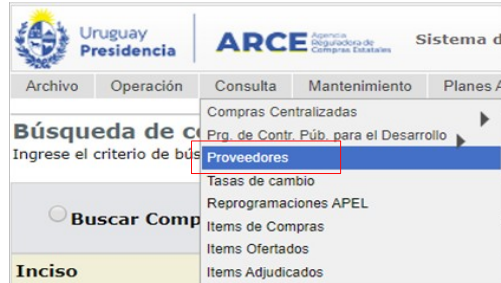 Uruguay
Presidencia
ARCE Agencia
Reguladora de
Compras Estatales
Sistema d
Archivo Operación Consulta Mantenimiento Planes A
Compras Centralizadas
Búsqueda de c
Prg. de Contr. Púb. para el Desarrollo
Ingrese el criterio de bús
Proveedores
Tasas de cambio
Reprogramaciones APEL
Buscar Comp
Items de Compras
Items Ofertados
Inciso
Items Adjudicados